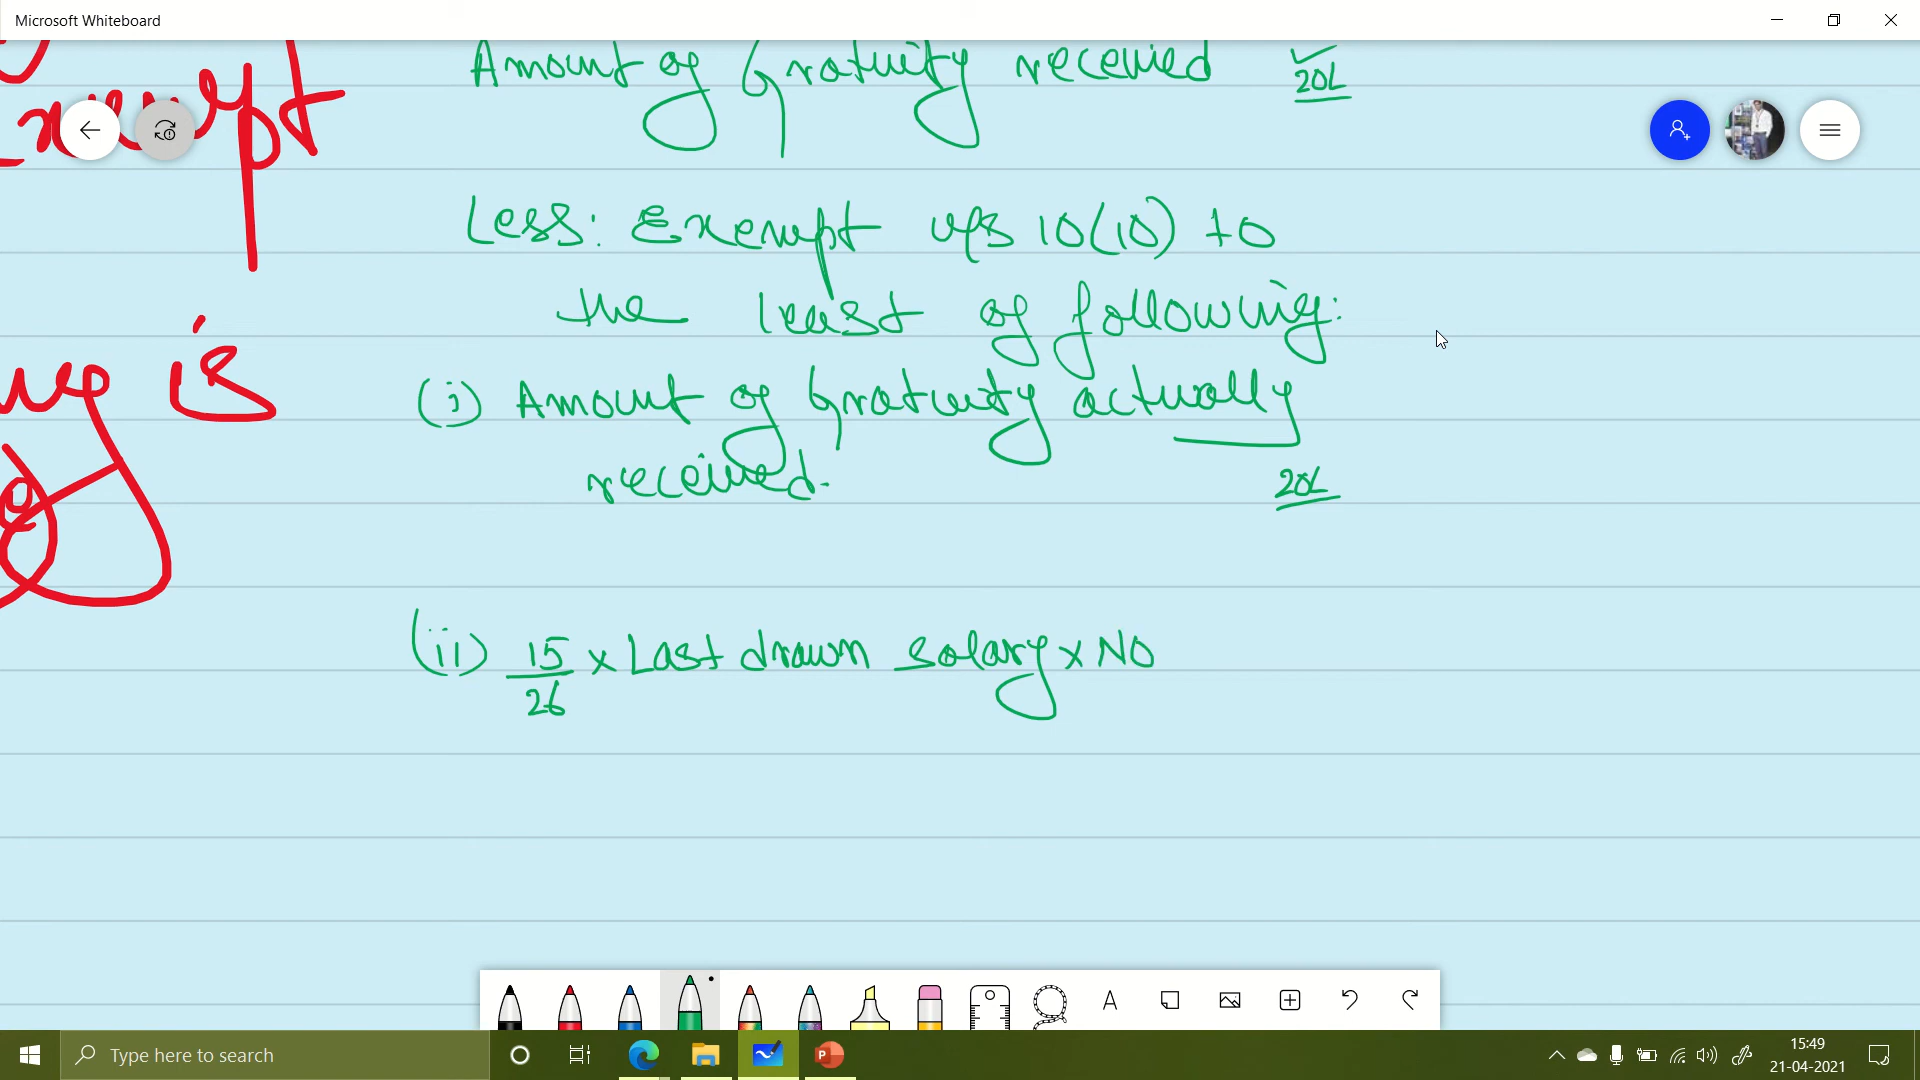 Microsoft Whiteboard
Amount of Gratuity received 20L
exempt
Less: Exempt u/s 10(10) to
the least of following:
is
(i) Amount of Gratuity actually
received. 20L
(ii) 15/26 x Last drawn salary x No
A
Type here to search
15:49
21-04-2021